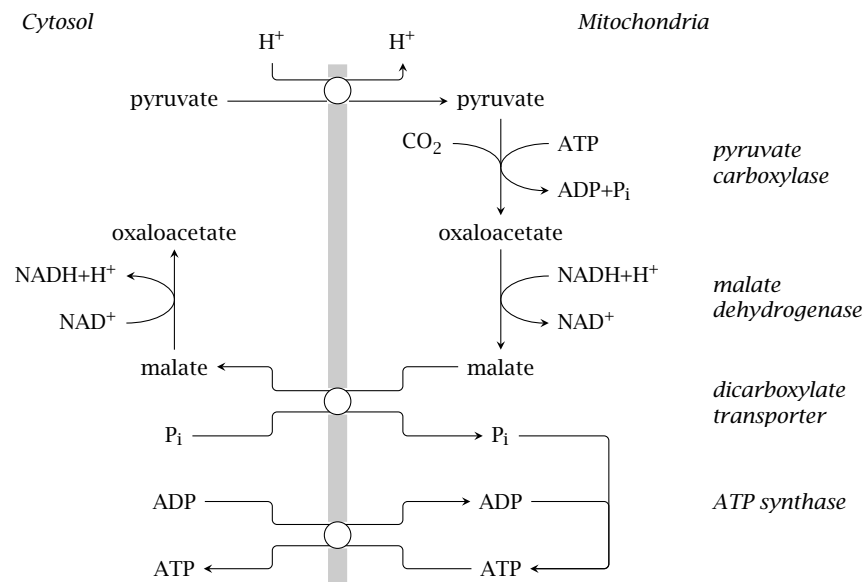 Cytosol
Mitochondria
H⁺ H⁺
pyruvate pyruvate
CO₂ ATP
pyruvate
carboxylase
ADP+Pᵢ
oxaloacetate oxaloacetate
NADH+H⁺ NADH+H⁺
malate
dehydrogenase
NAD⁺ NAD⁺
malate malate
dicarboxylate
transporter
Pᵢ Pᵢ
ADP ADP ATP synthase
ATP ATP